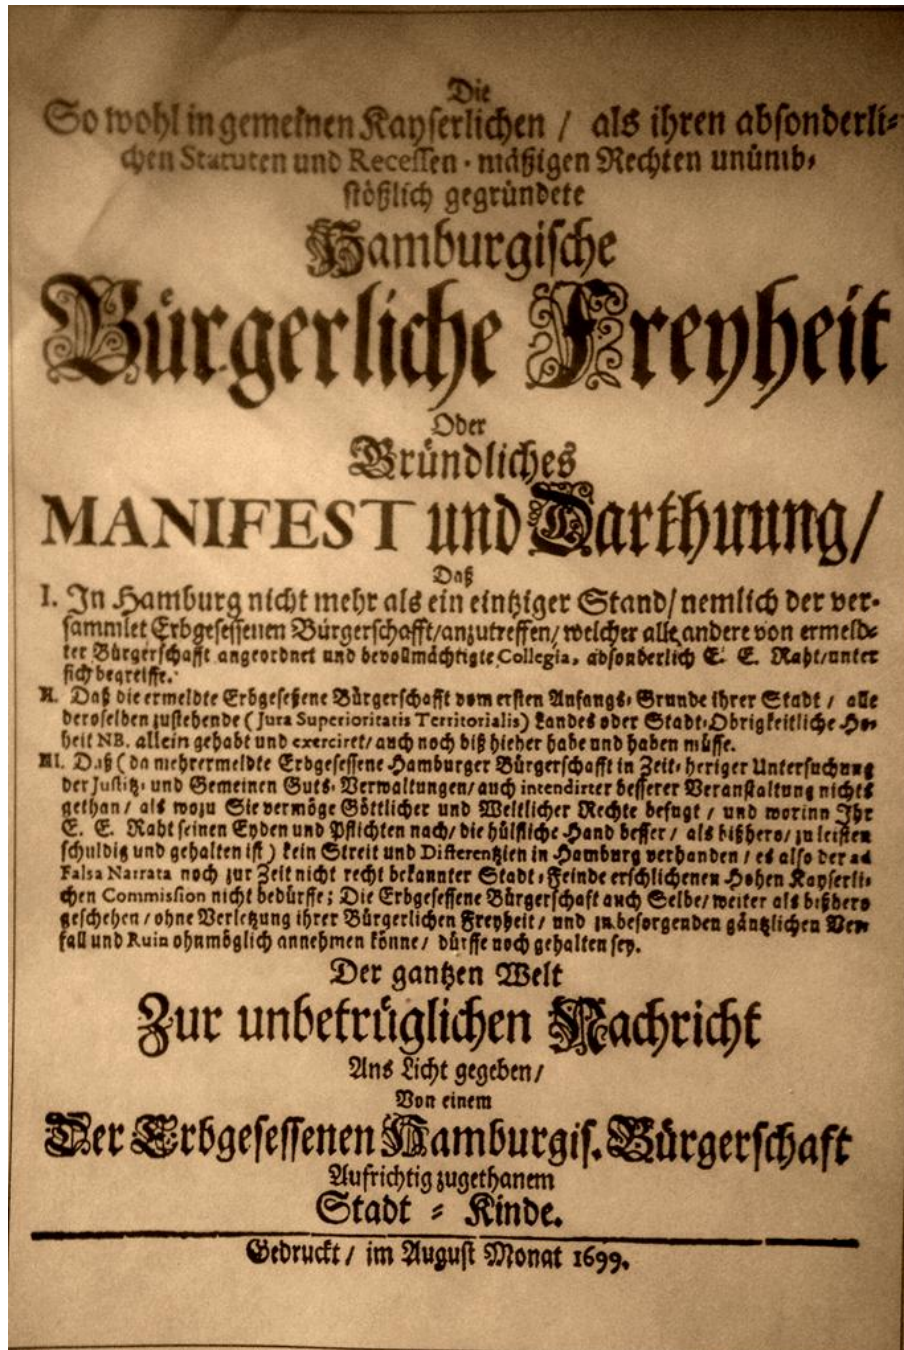 Die
So wohl in gemeinen Kayserlichen / als ihren absonderli-
chen Statuten und Recessen-mäßigen Rechten unümb-
stößlich gegründete
Hamburgische
Bürgerliche Freyheit
Oder
Gründliches
MANIFEST und Darthuung /
Daß
I. In Hamburg nicht mehr als ein eintziger Stand / nemlich der ver-
sammlet Erbgesessenen Bürgerschafft / anzutreffen / welcher alle andere von ermeld-
ter Bürgerschafft angeordnet und bevollmächtigte Collegia, absonderlich E. E. Raht / unter
sich begreiffe.
II. Daß die ermeldte Erbgeseßene Bürgerschafft vom ersten Anfangs-Grunde ihrer Stadt / alle
deroselben zustehende (Jura Superioritatis Territorialis) Landes oder Stadt-Obrigkeitliche Ho-
heit NB. allein gehabt und exerciret / auch noch biß hieher habe und haben müsse.
III. Daß (da mehrermeldte Erbgesessene Hamburger Bürgerschafft in Zeit-heriger Untersuchung
der Justitz- und Gemeinen Guts-Verwaltungen / auch intendirter besserer Veranstaltung nichts
gethan / als wozu Sie vermöge Göttlicher und Weltlicher Rechte befugt / und worinn Ihr
E. E. Raht seinen Eyden und Pflichten nach / die hülffliche Hand besser / als bißhero / zu leisten
schuldig und gehalten ist) kein Streit und Differentzien in Hamburg verhanden / es also der ad
Falsa Narrata noch zur Zeit nicht recht bekannter Stadt-Feinde erschlichenen Hohen Kayserli-
chen Commission nicht bedürffe; Die Erbgesessene Bürgerschaft auch Selbe / weiter als bißhero
geschehen / ohne Verletzung ihrer Bürgerlichen Freyheit / und zu besorgenden gäntzlichen Ver-
fall und Ruin ohnmöglich annehmen könne / dürffe noch gehalten sey.
Der gantzen Welt
Zur unbetrüglichen Nachricht
Ans Licht gegeben /
Von einem
Der Erbgesessenen Hamburgis. Bürgerschaft
Aufrichtig zugethanem
Stadt-Kinde.
Gedruckt / im August Monat 1699.